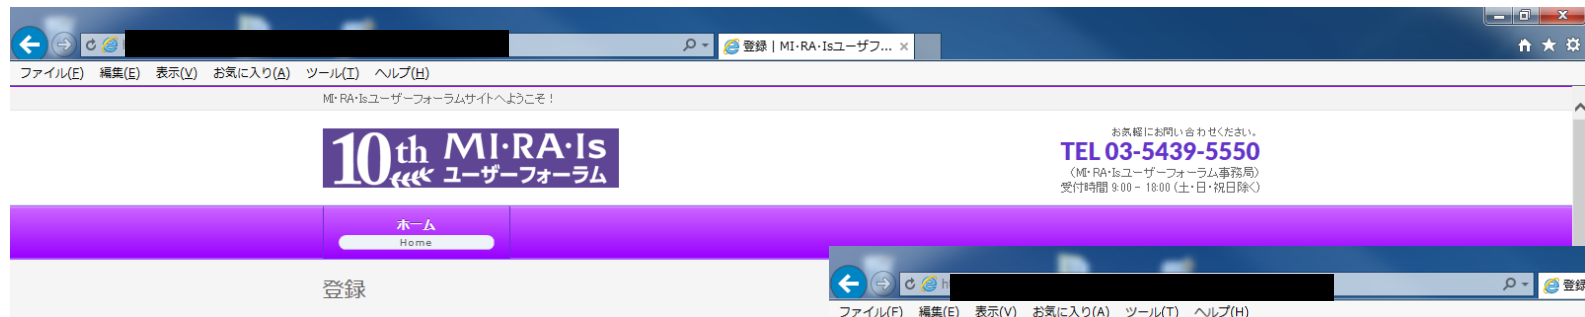 登録 | MI・RA・Isユーザフ...
ファイル(F) 編集(E) 表示(V) お気に入り(A) ツール(T) ヘルプ(H)
MI・RA・Isユーザーフォーラムサイトへようこそ！
10th MI・RA・Is
ユーザーフォーラム
お気軽にお問い合わせください。
TEL 03-5439-5550
（MI・RA・Isユーザーフォーラム事務局）
受付時間 9:00 - 18:00 (土・日・祝日除く)
ホーム
Home
登録
h
登録
ファイル(F) 編集(E) 表示(V) お気に入り(A) ツール(T) ヘルプ(H)